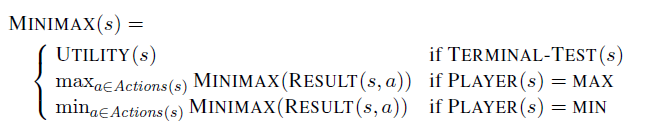 MINIMAX(s) =
UTILITY(s) if TERMINAL-TEST(s)
max_{a∈Actions(s)} MINIMAX(RESULT(s, a)) if PLAYER(s) = MAX
min_{a∈Actions(s)} MINIMAX(RESULT(s, a)) if PLAYER(s) = MIN